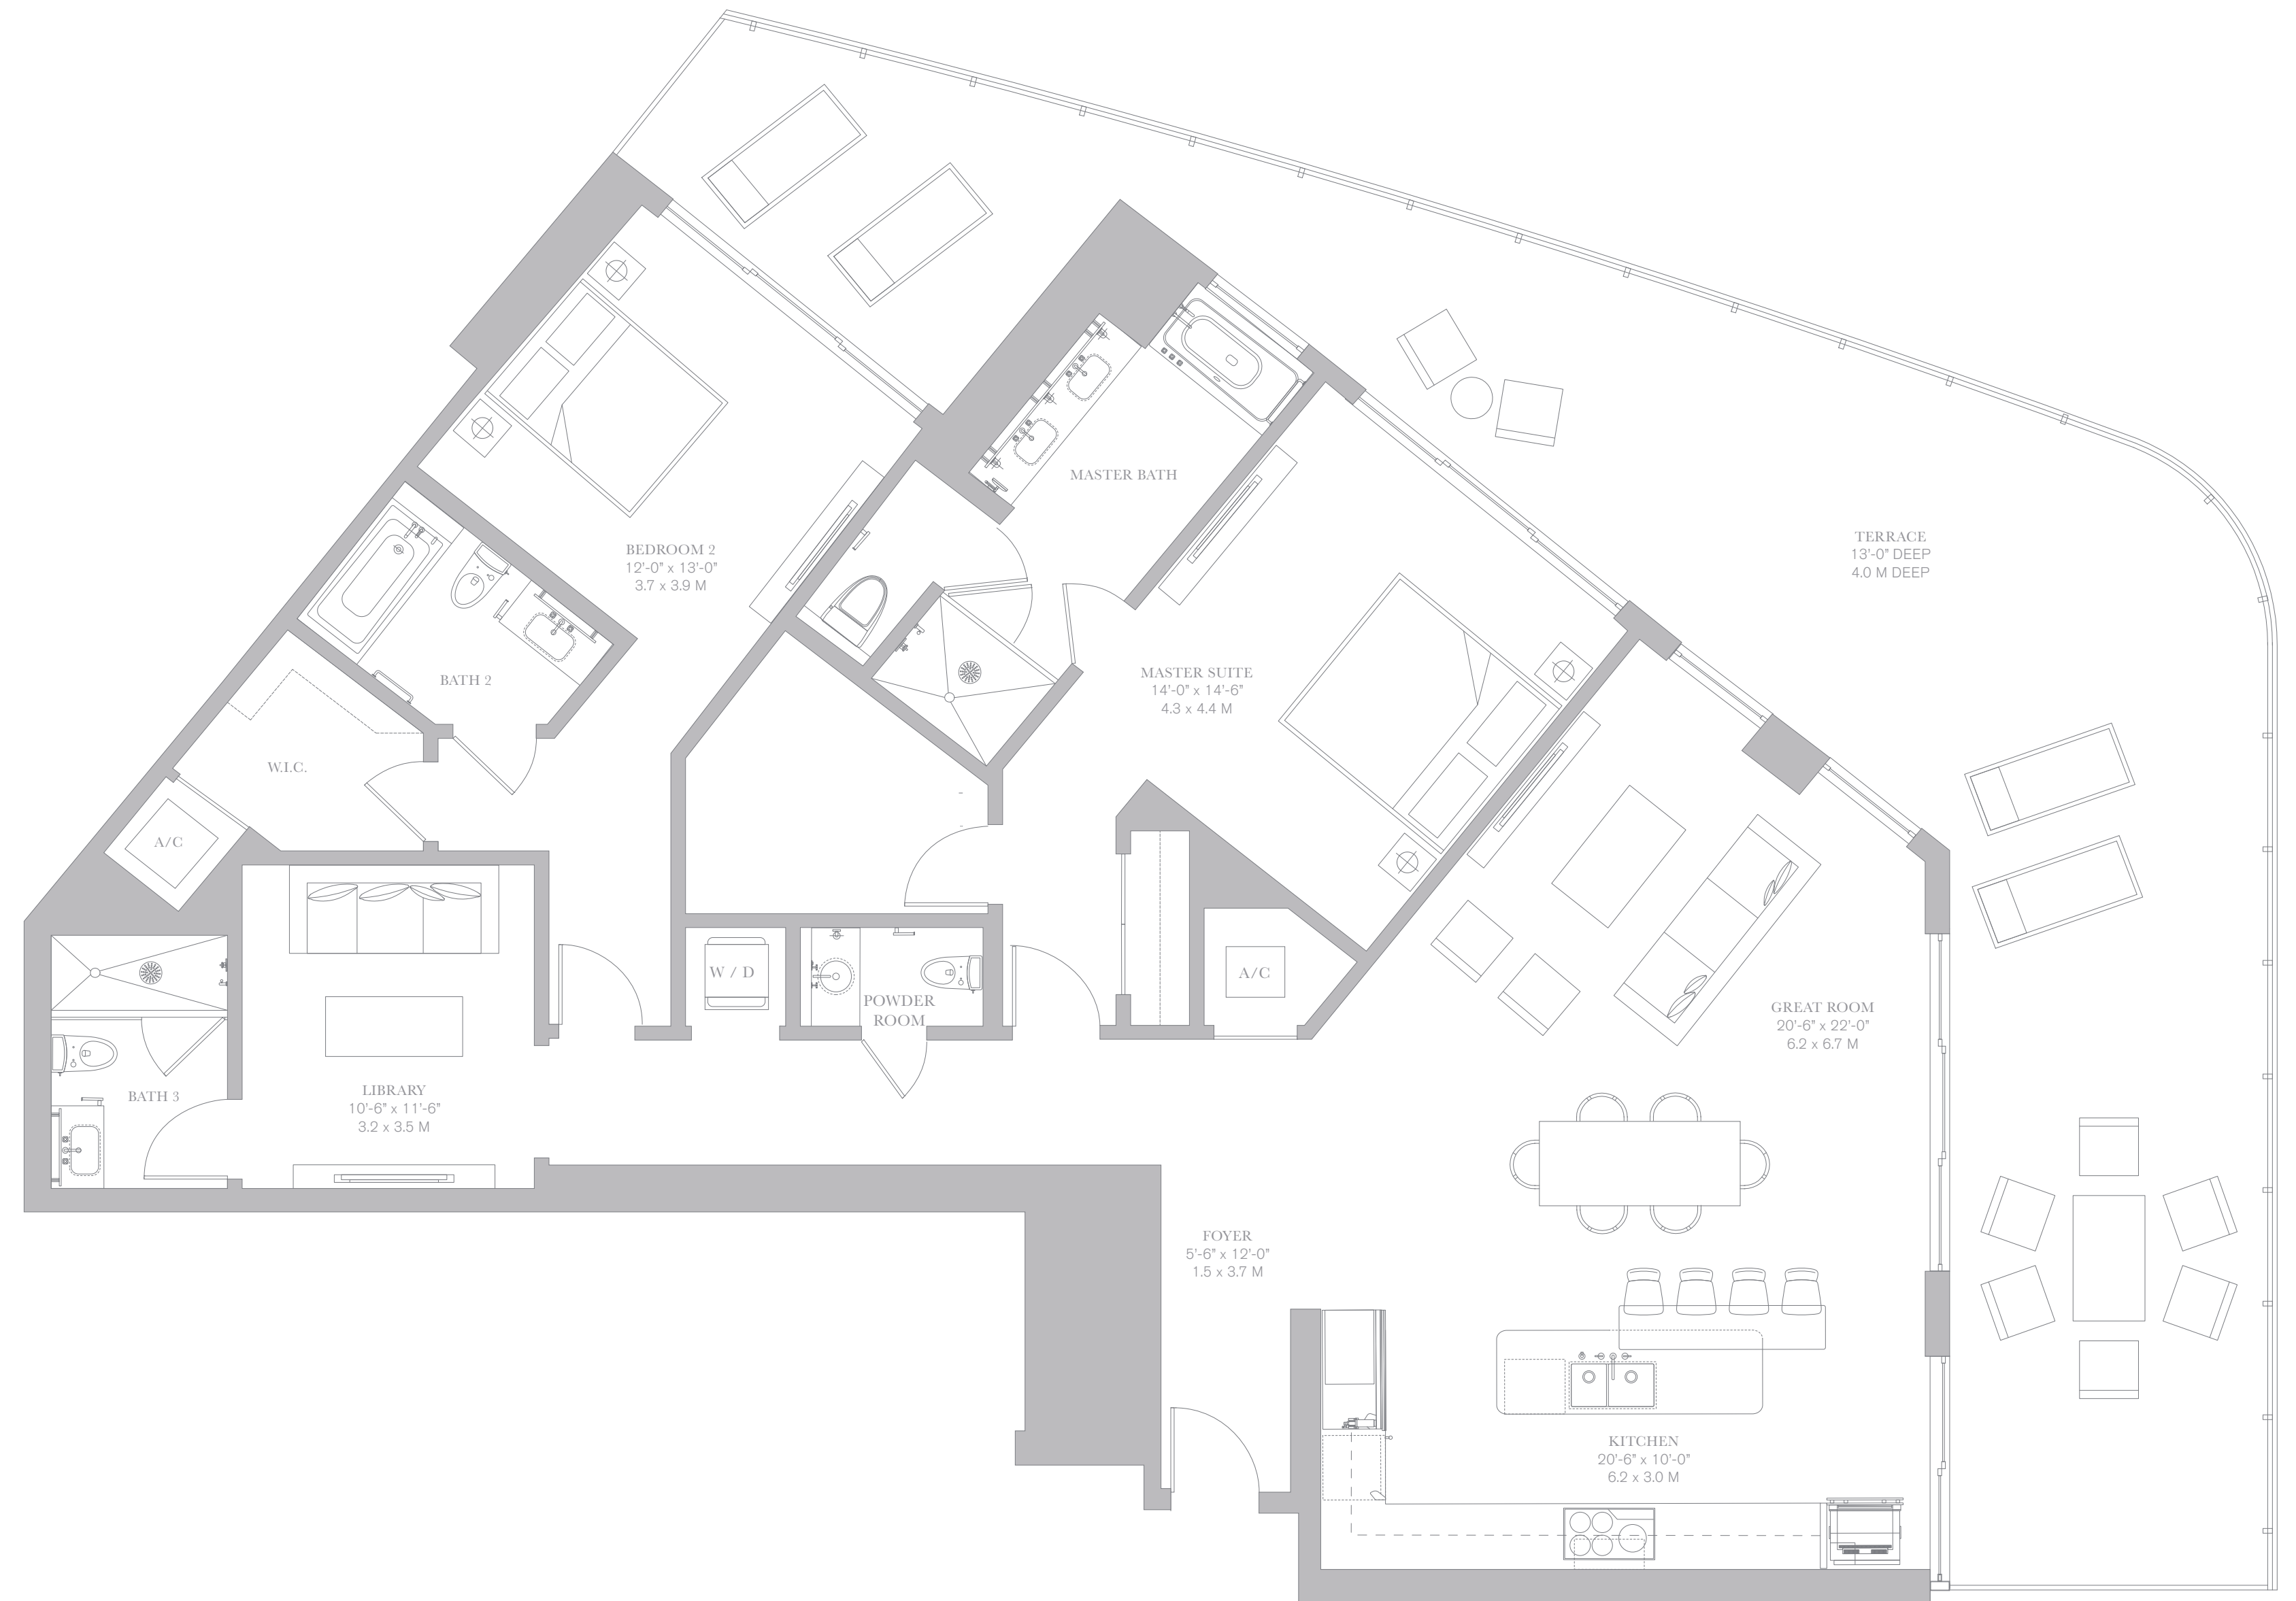 MASTER BATH
BEDROOM 2
12'-0" x 13'-0"
3.7 x 3.9 M
TERRACE
13'-0" DEEP
4.0 M DEEP
BATH 2
MASTER SUITE
14'-0" x 14'-6"
4.3 x 4.4 M
W.I.C.
A/C
W / D
POWDER
ROOM
A/C
GREAT ROOM
20'-6" x 22'-0"
6.2 x 6.7 M
BATH 3
LIBRARY
10'-6" x 11'-6"
3.2 x 3.5 M
FOYER
5'-6" x 12'-0"
1.5 x 3.7 M
KITCHEN
20'-6" x 10'-0"
6.2 x 3.0 M